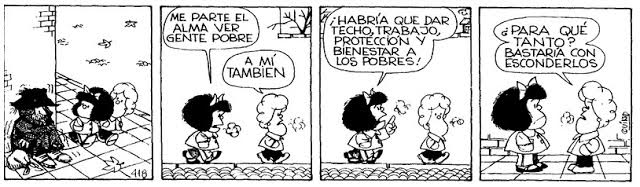 ME PARTE EL
ALMA VER
GENTE POBRE
A MÍ
TAMBIEN
¡HABRÍA QUE DAR
TECHO, TRABAJO,
PROTECCIÓN Y
BIENESTAR A
LOS POBRES!
¿PARA QUÉ
TANTO?
BASTARÍA CON
ESCONDERLOS